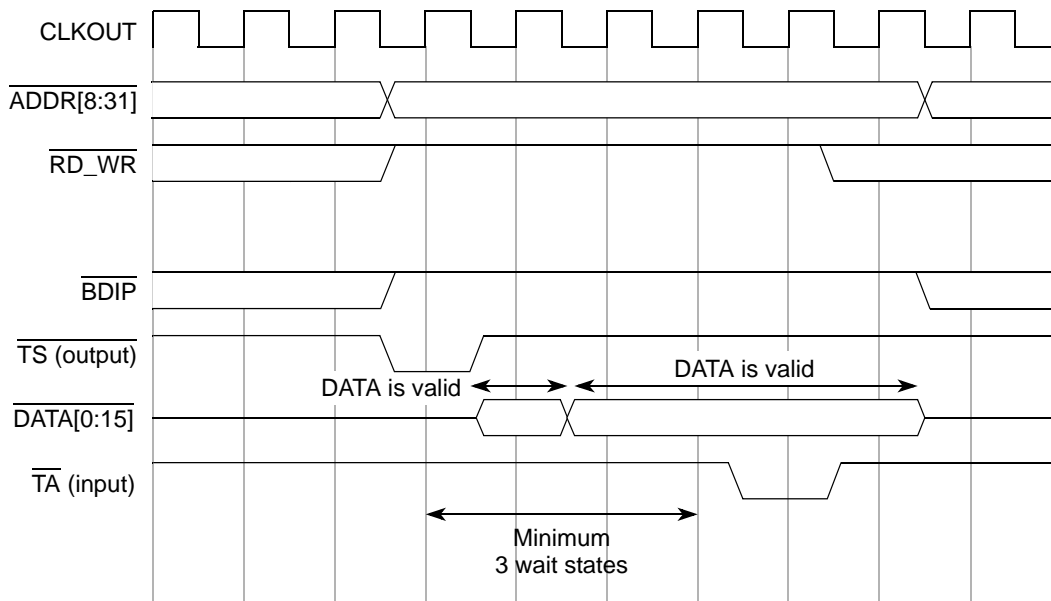 CLKOUT
ADDR[8:31]
RD_WR
BDIP
TS (output)
DATA is valid
DATA is valid
DATA[0:15]
TA (input)
Minimum
3 wait states